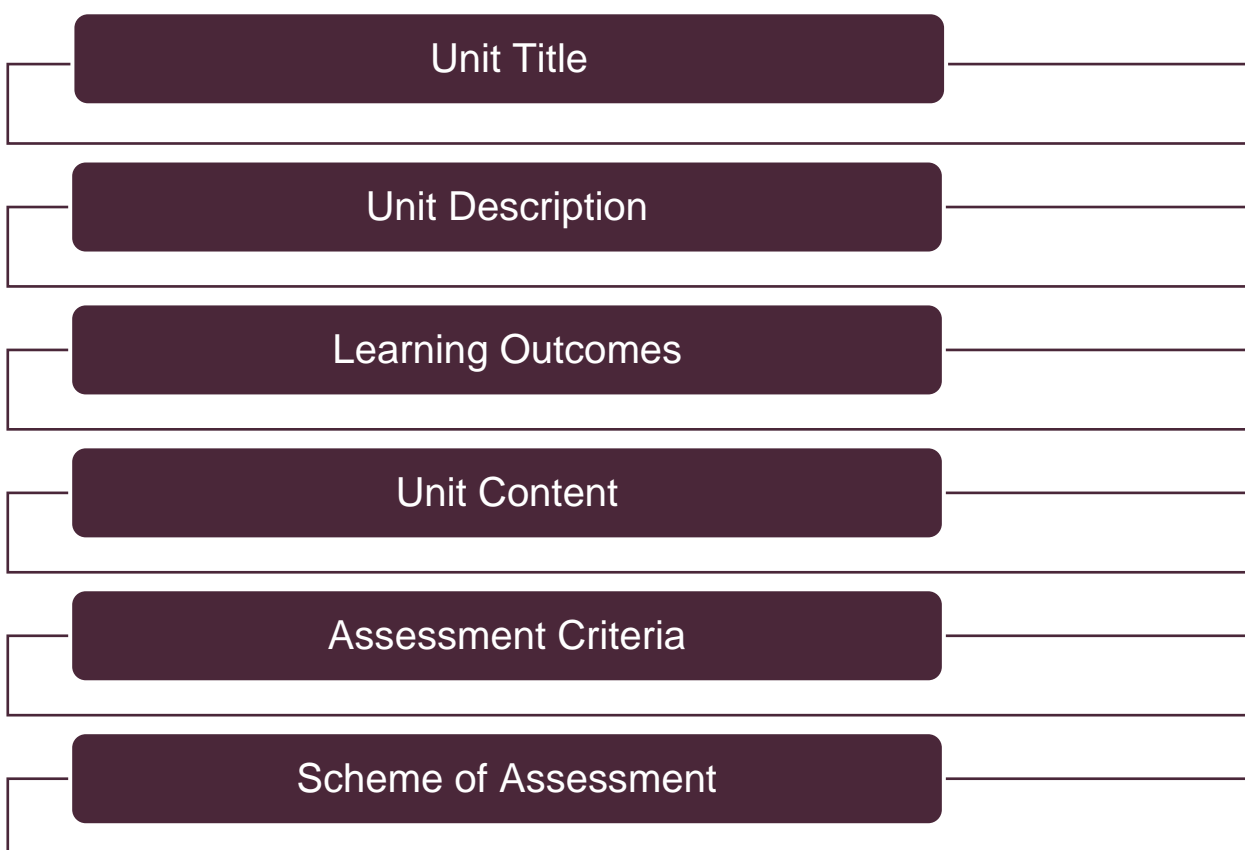 Unit Title
Unit Description
Learning Outcomes
Unit Content
Assessment Criteria
Scheme of Assessment